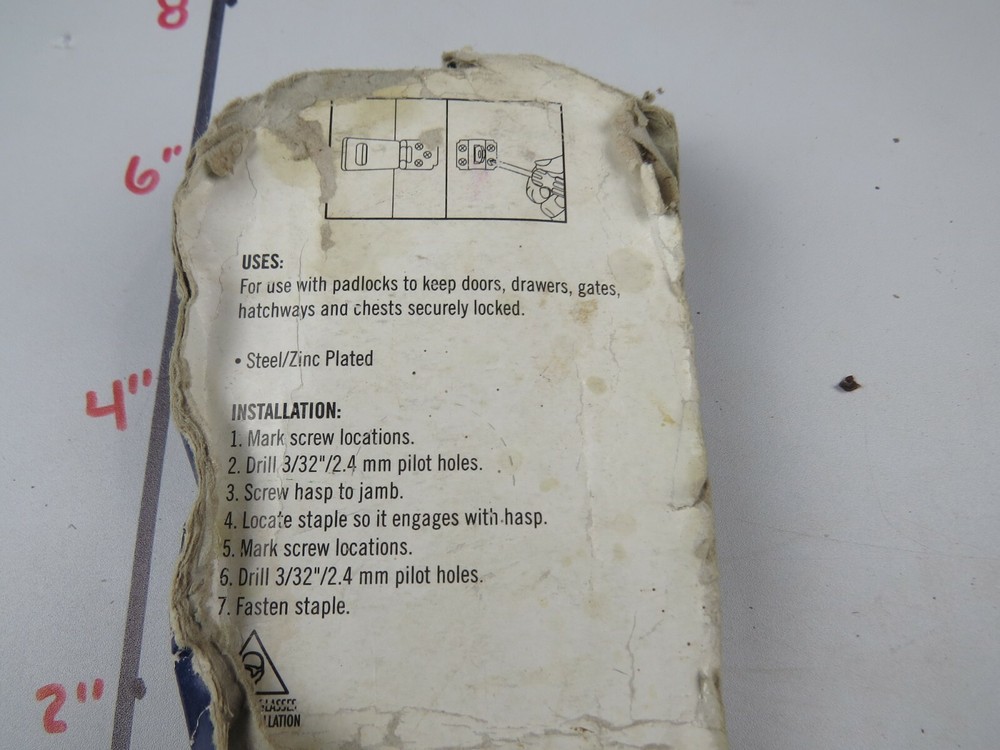 8
6"
USES:
For use with padlocks to keep doors, drawers, gates,
hatchways and chests securely locked.
• Steel/Zinc Plated
4"
INSTALLATION:
1. Mark screw locations.
2. Drill 3/32"/2.4 mm pilot holes.
3. Screw hasp to jamb.
4. Locate staple so it engages with hasp.
5. Mark screw locations.
6. Drill 3/32"/2.4 mm pilot holes.
7. Fasten staple.
2"